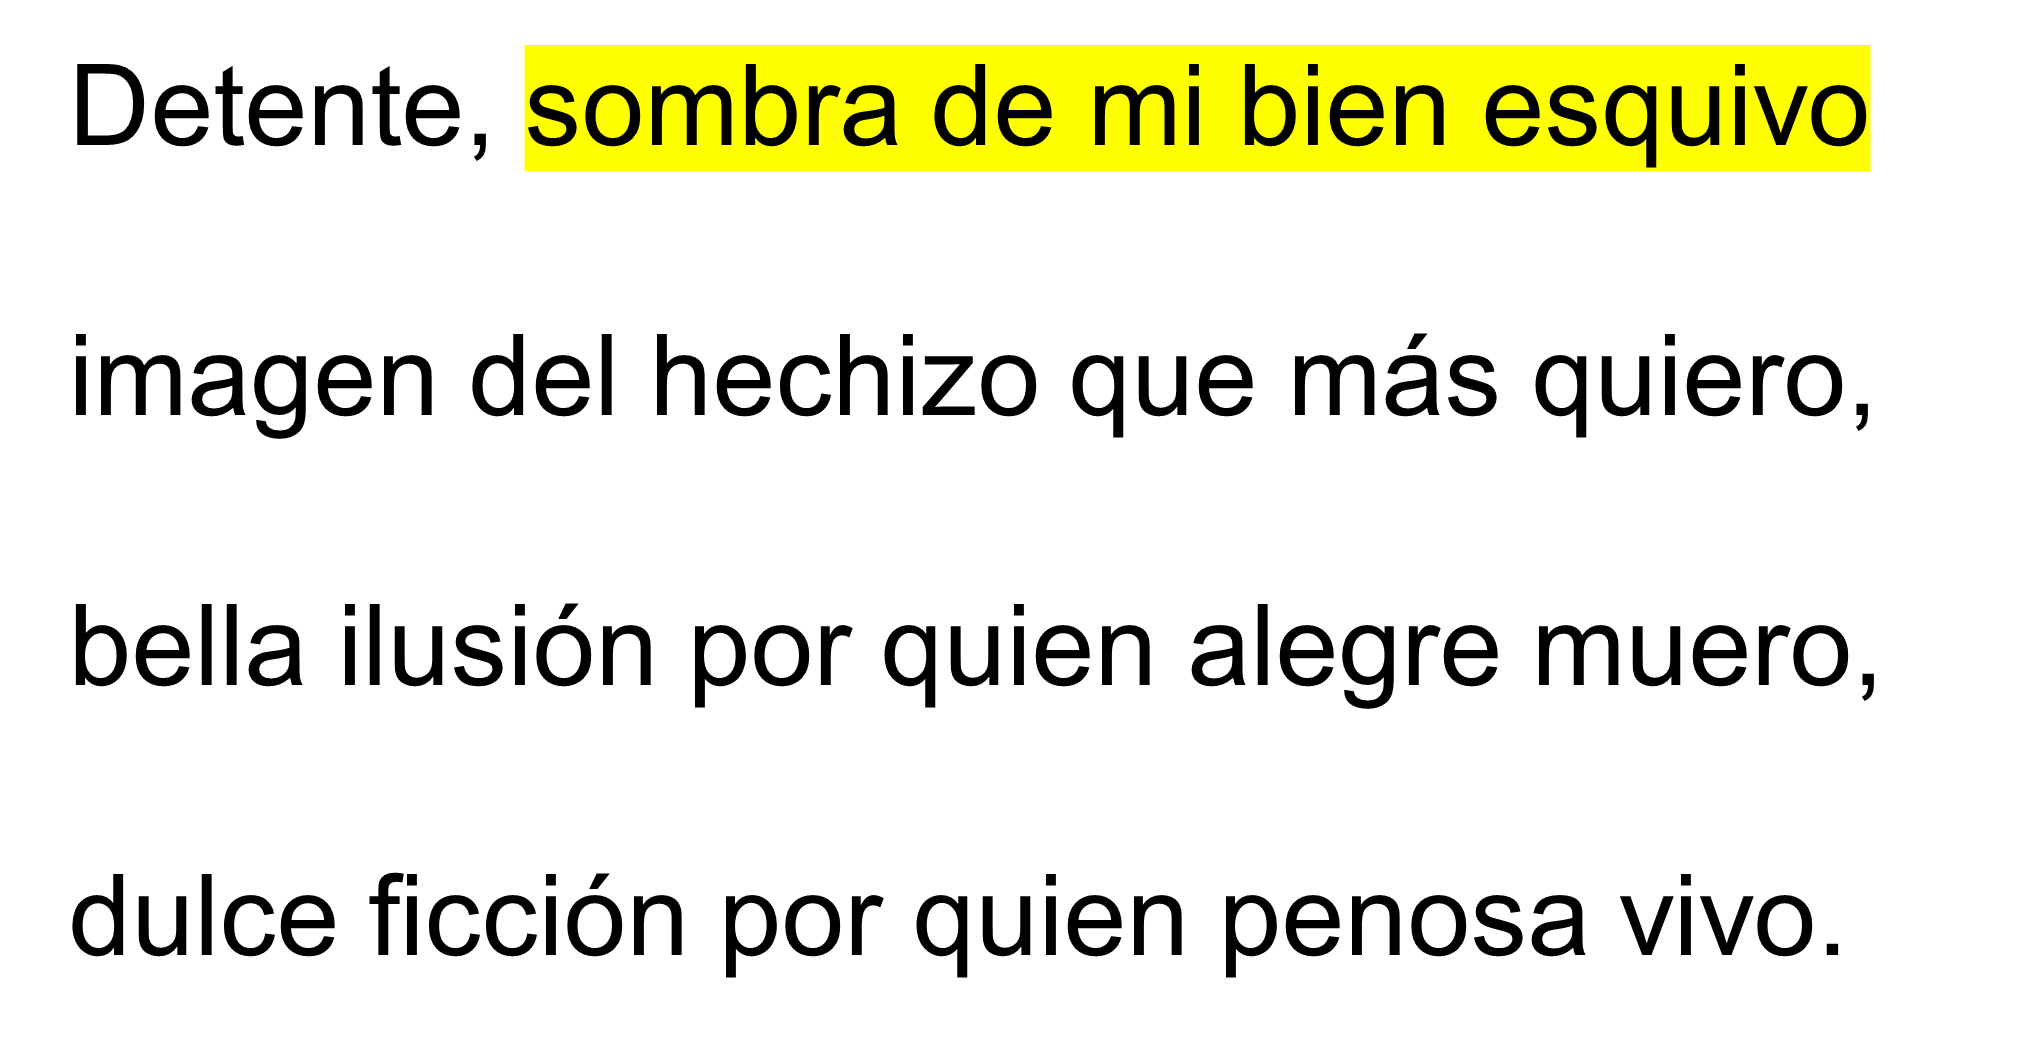 Detente, sombra de mi bien esquivo
imagen del hechizo que más quiero,
bella ilusión por quien alegre muero,
dulce ficción por quien penosa vivo.